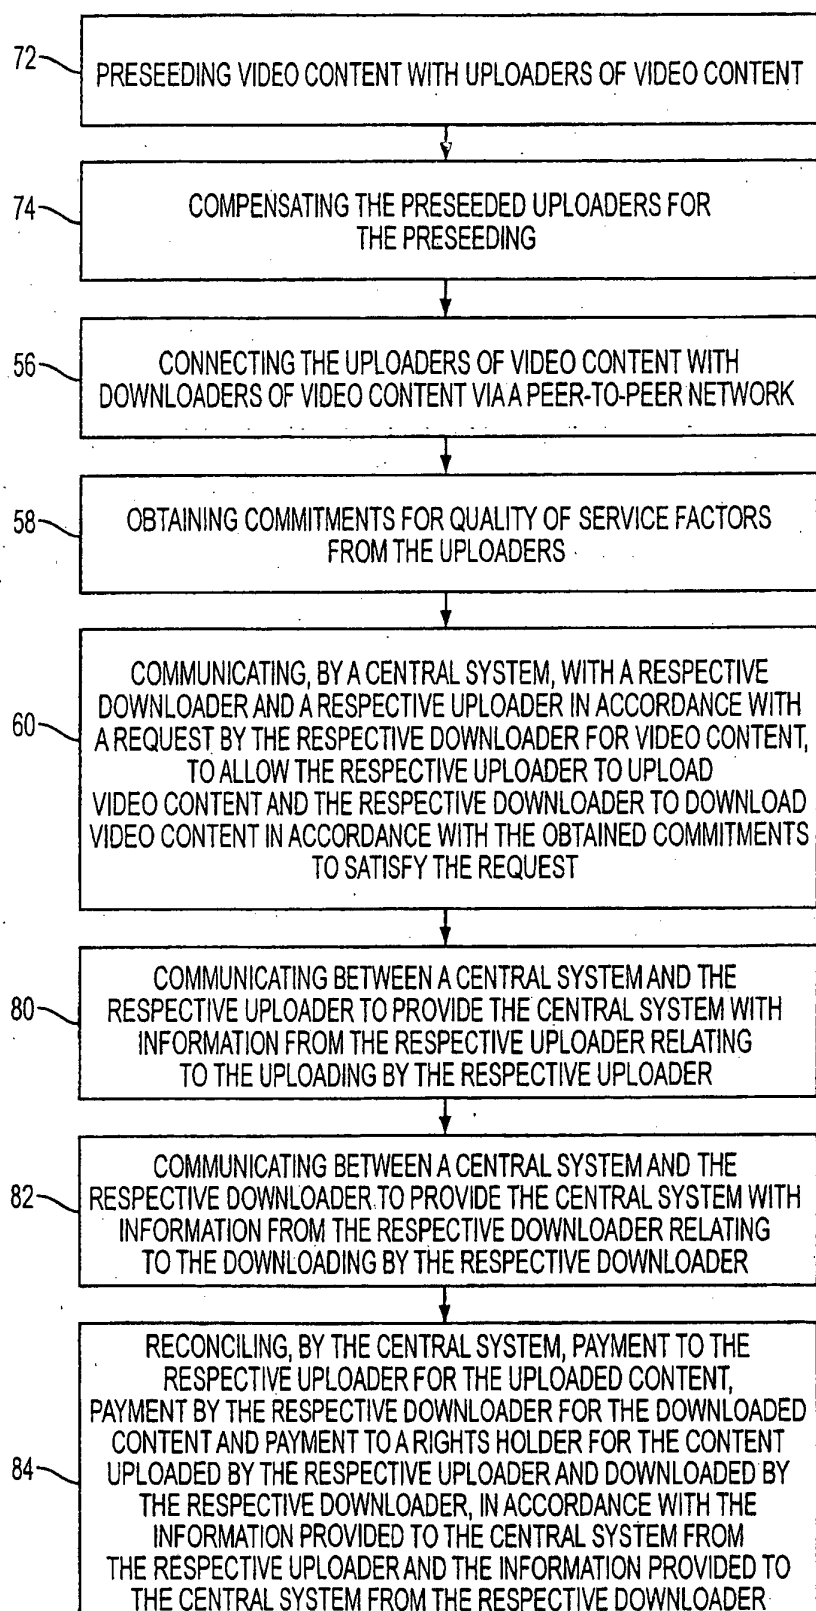 72
PRESEEDING VIDEO CONTENT WITH UPLOADERS OF VIDEO CONTENT
74
COMPENSATING THE PRESEEDED UPLOADERS FOR
THE PRESEEDING
56
CONNECTING THE UPLOADERS OF VIDEO CONTENT WITH
DOWNLOADERS OF VIDEO CONTENT VIA A PEER-TO-PEER NETWORK
58
OBTAINING COMMITMENTS FOR QUALITY OF SERVICE FACTORS
FROM THE UPLOADERS
60
COMMUNICATING, BY A CENTRAL SYSTEM, WITH A RESPECTIVE
DOWNLOADER AND A RESPECTIVE UPLOADER IN ACCORDANCE WITH
A REQUEST BY THE RESPECTIVE DOWNLOADER FOR VIDEO CONTENT,
TO ALLOW THE RESPECTIVE UPLOADER TO UPLOAD
VIDEO CONTENT AND THE RESPECTIVE DOWNLOADER TO DOWNLOAD
VIDEO CONTENT IN ACCORDANCE WITH THE OBTAINED COMMITMENTS
TO SATISFY THE REQUEST
80
COMMUNICATING BETWEEN A CENTRAL SYSTEM AND THE
RESPECTIVE UPLOADER TO PROVIDE THE CENTRAL SYSTEM WITH
INFORMATION FROM THE RESPECTIVE UPLOADER RELATING
TO THE UPLOADING BY THE RESPECTIVE UPLOADER
82
COMMUNICATING BETWEEN A CENTRAL SYSTEM AND THE
RESPECTIVE DOWNLOADER TO PROVIDE THE CENTRAL SYSTEM WITH
INFORMATION FROM THE RESPECTIVE DOWNLOADER RELATING
TO THE DOWNLOADING BY THE RESPECTIVE DOWNLOADER
84
RECONCILING, BY THE CENTRAL SYSTEM, PAYMENT TO THE
RESPECTIVE UPLOADER FOR THE UPLOADED CONTENT,
PAYMENT BY THE RESPECTIVE DOWNLOADER FOR THE DOWNLOADED
CONTENT AND PAYMENT TO A RIGHTS HOLDER FOR THE CONTENT
UPLOADED BY THE RESPECTIVE UPLOADER AND DOWNLOADED BY
THE RESPECTIVE DOWNLOADER, IN ACCORDANCE WITH THE
INFORMATION PROVIDED TO THE CENTRAL SYSTEM FROM
THE RESPECTIVE UPLOADER AND THE INFORMATION PROVIDED TO
THE CENTRAL SYSTEM FROM THE RESPECTIVE DOWNLOADER